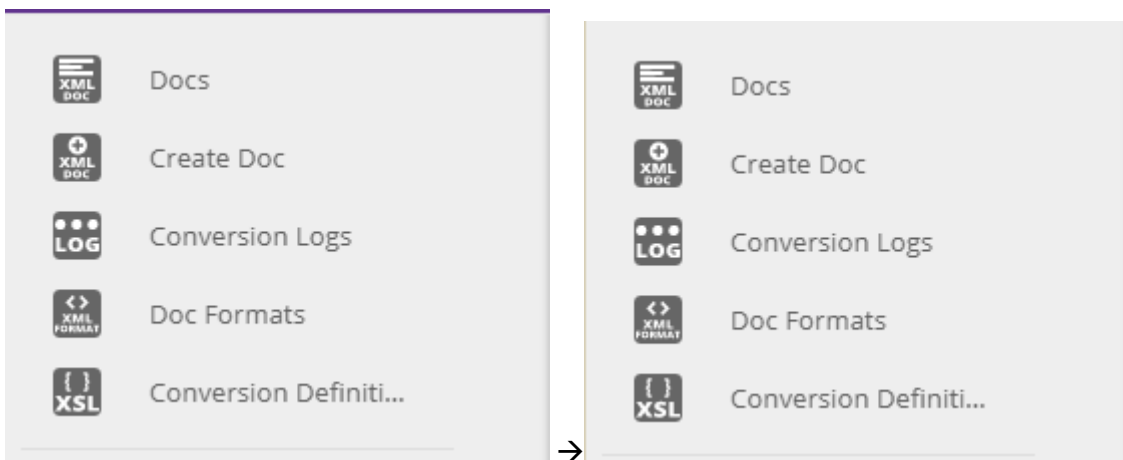 XML DOC Docs
XML DOC Create Doc
LOG Conversion Logs
XML FORMAT Doc Formats
{ } XSL Conversion Definiti...
→
XML DOC Docs
XML DOC Create Doc
LOG Conversion Logs
XML FORMAT Doc Formats
{ } XSL Conversion Definiti...